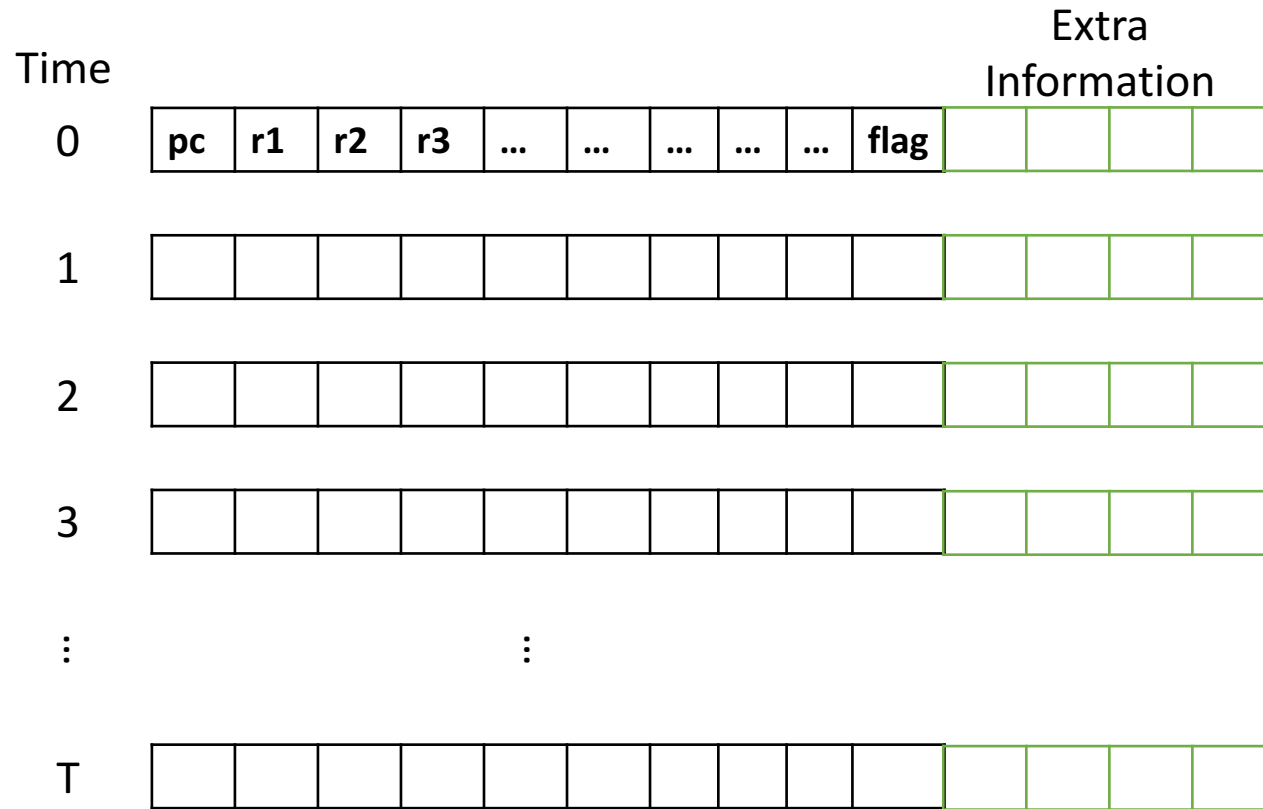 Extra
Information
Time
0 pc r1 r2 r3 ... ... ... ... ... flag
1
2
3
⋮ ⋮
T